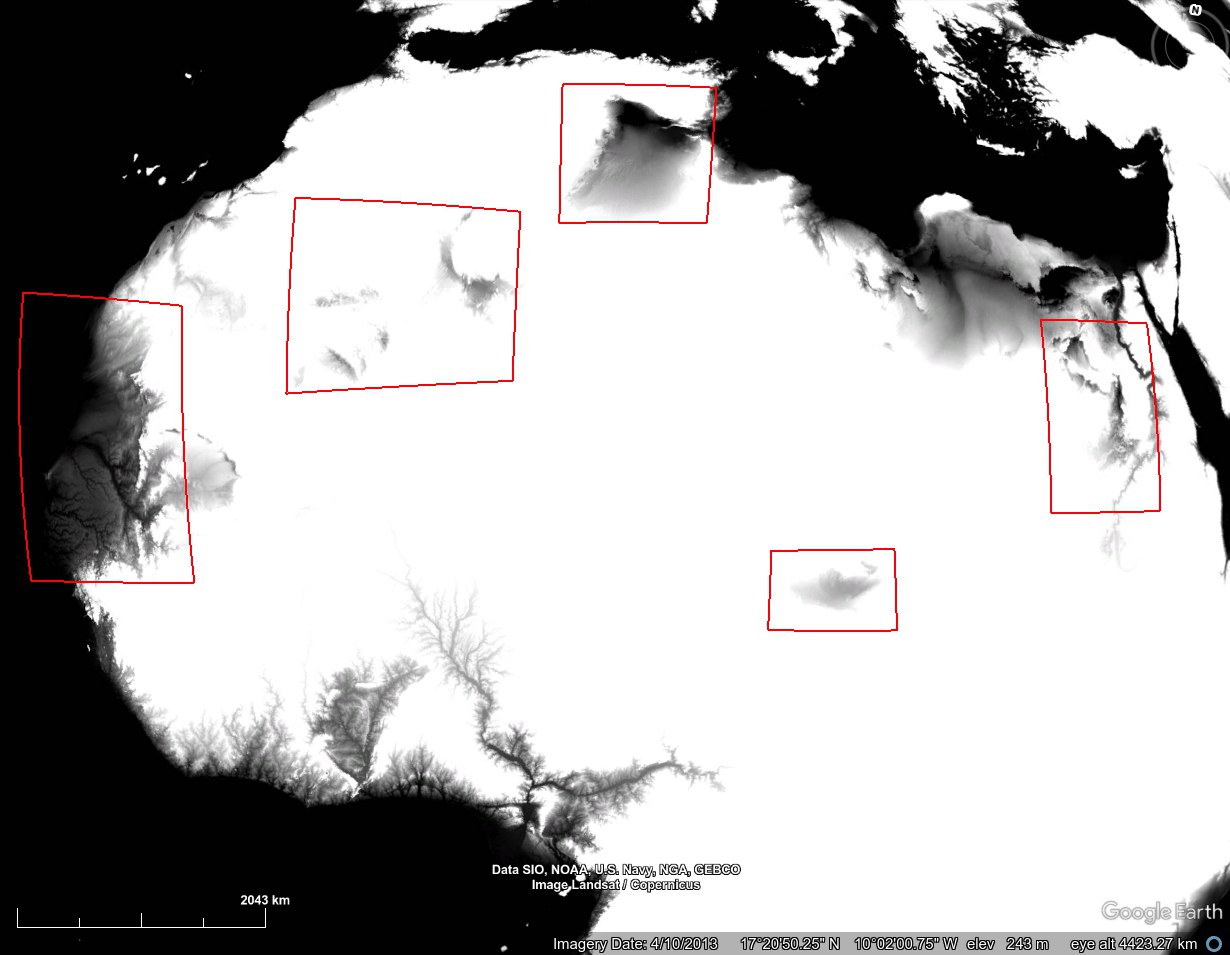 N
Data SIO, NOAA, U.S. Navy, NGA, GEBCO
Image Landsat / Copernicus
2043 km
Google Earth
Imagery Date: 4/10/2013 17°20'50.25" N 10°02'00.75" W elev 243 m eye alt 4423.27 km